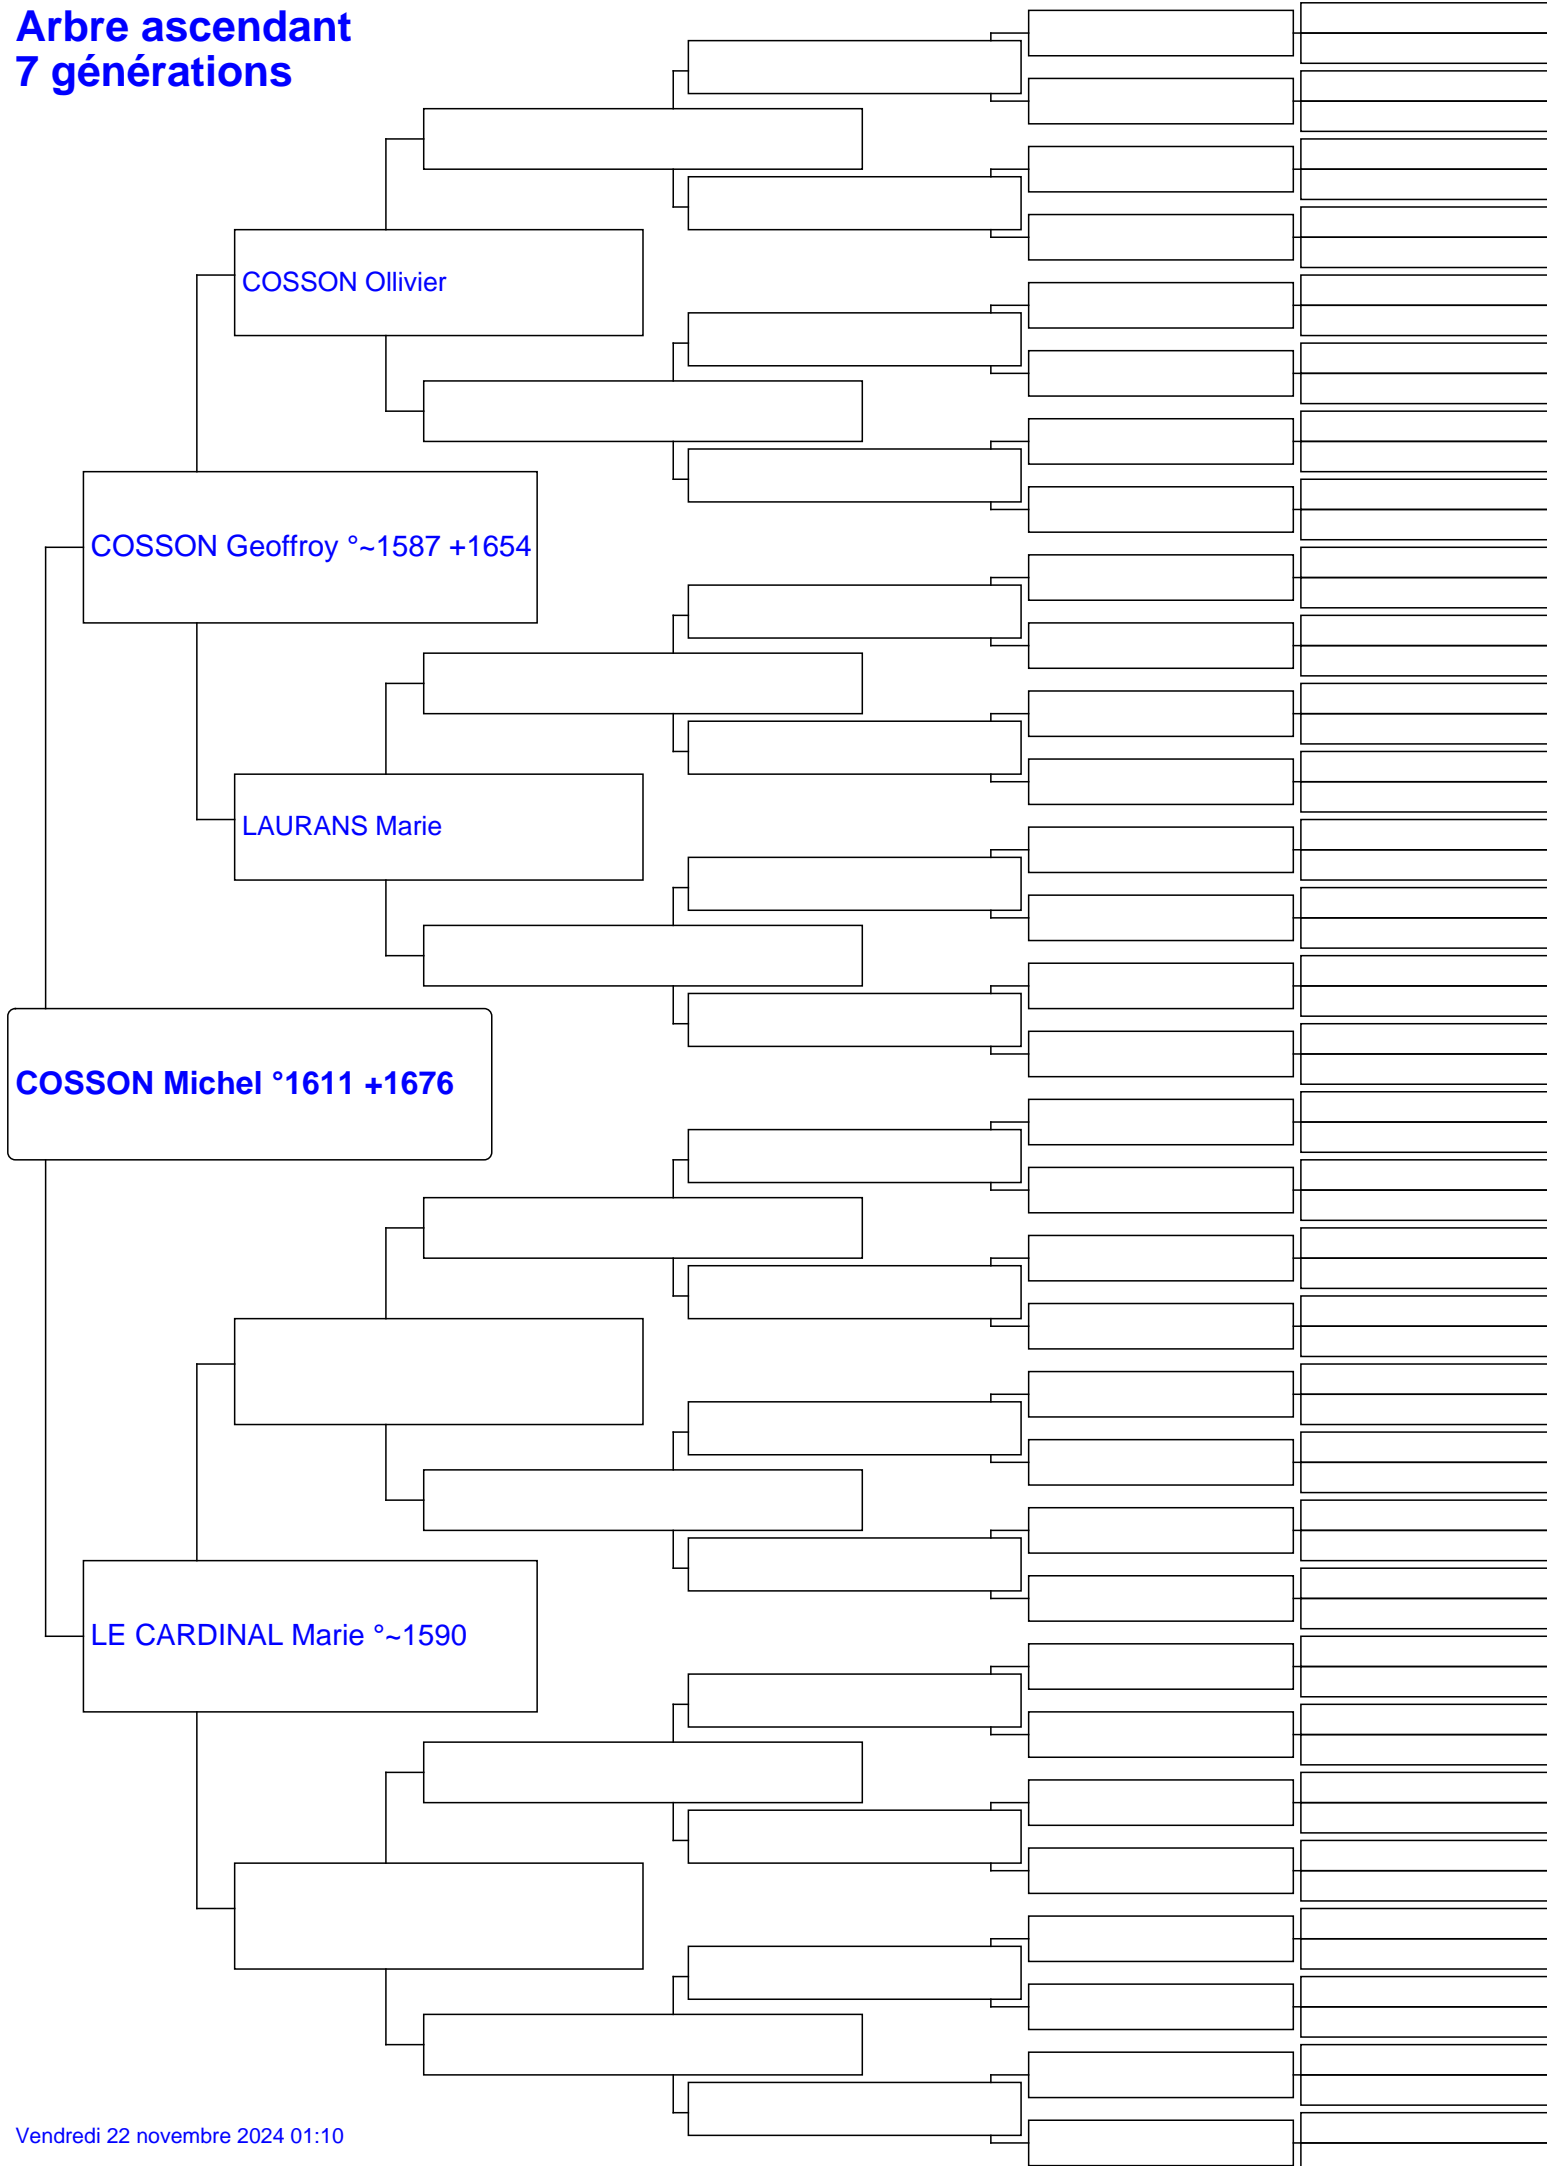 Arbre ascendant
7 générations
COSSON Ollivier
COSSON Geoffroy °~1587 +1654
LAURANS Marie
COSSON Michel °1611 +1676
LE CARDINAL Marie °~1590
Vendredi 22 novembre 2024 01:10